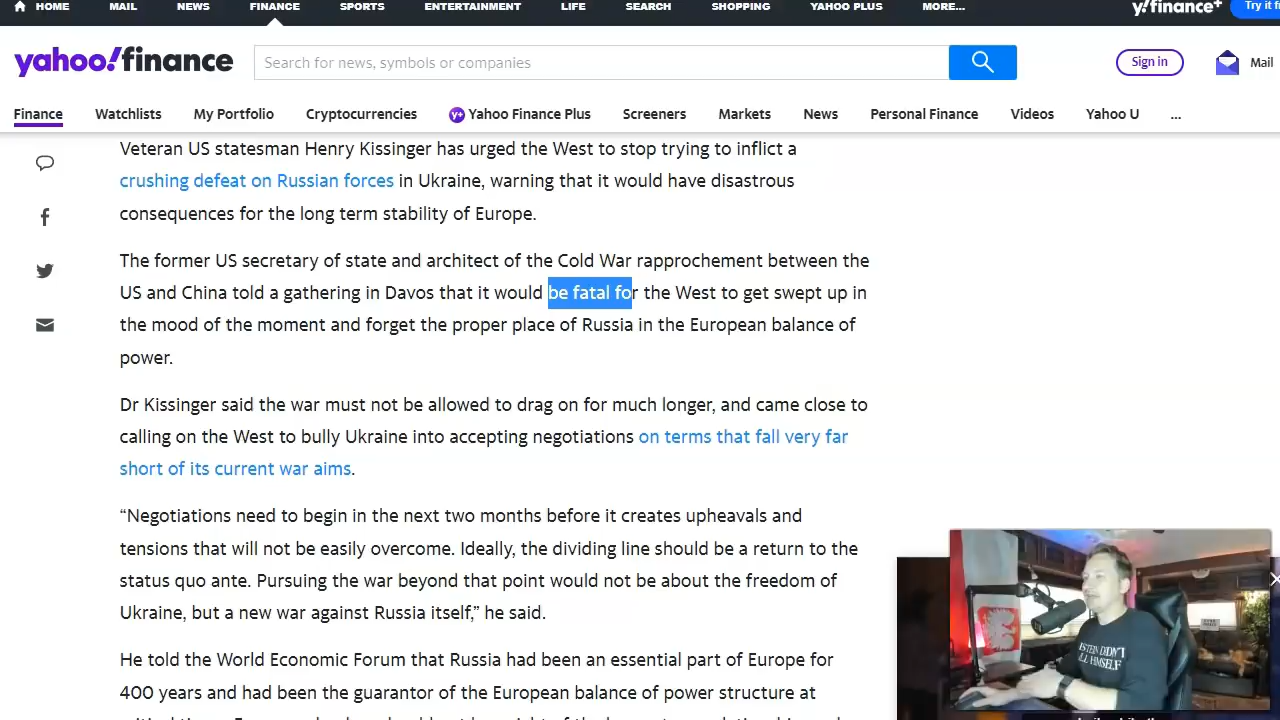 HOME MAIL NEWS FINANCE SPORTS ENTERTAINMENT LIFE SEARCH SHOPPING YAHOO PLUS MORE... y!finance+ Try it f
yahoo!finance Search for news, symbols or companies Sign in Mail
Finance Watchlists My Portfolio Cryptocurrencies y+ Yahoo Finance Plus Screeners Markets News Personal Finance Videos Yahoo U ...
Veteran US statesman Henry Kissinger has urged the West to stop trying to inflict a
crushing defeat on Russian forces in Ukraine, warning that it would have disastrous
consequences for the long term stability of Europe.
The former US secretary of state and architect of the Cold War rapprochement between the
US and China told a gathering in Davos that it would be fatal for the West to get swept up in
the mood of the moment and forget the proper place of Russia in the European balance of
power.
Dr Kissinger said the war must not be allowed to drag on for much longer, and came close to
calling on the West to bully Ukraine into accepting negotiations on terms that fall very far
short of its current war aims.
“Negotiations need to begin in the next two months before it creates upheavals and
tensions that will not be easily overcome. Ideally, the dividing line should be a return to the
status quo ante. Pursuing the war beyond that point would not be about the freedom of
Ukraine, but a new war against Russia itself,” he said.
He told the World Economic Forum that Russia had been an essential part of Europe for
400 years and had been the guarantor of the European balance of power structure at
STEIN DIDN'T
LL HIMSELF